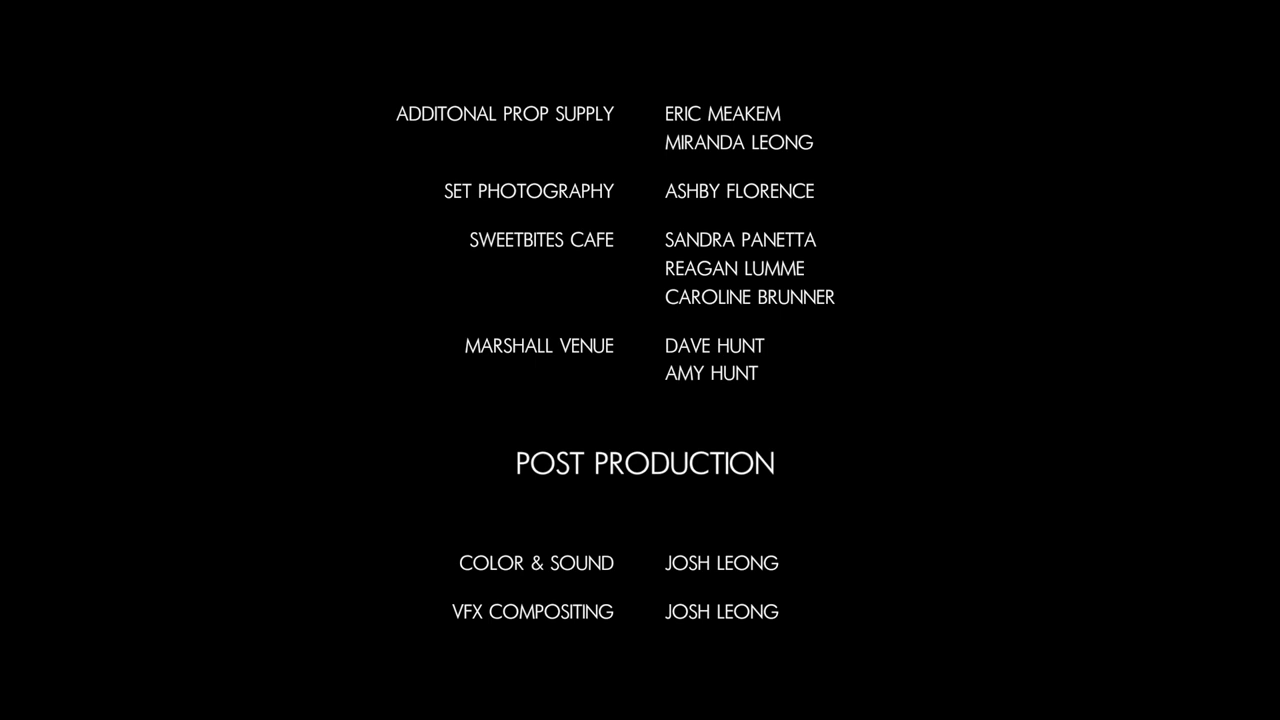 ADDITONAL PROP SUPPLY ERIC MEAKEM
MIRANDA LEONG
SET PHOTOGRAPHY ASHBY FLORENCE
SWEETBITES CAFE SANDRA PANETTA
REAGAN LUMME
CAROLINE BRUNNER
MARSHALL VENUE DAVE HUNT
AMY HUNT
POST PRODUCTION
COLOR & SOUND JOSH LEONG
VFX COMPOSITING JOSH LEONG